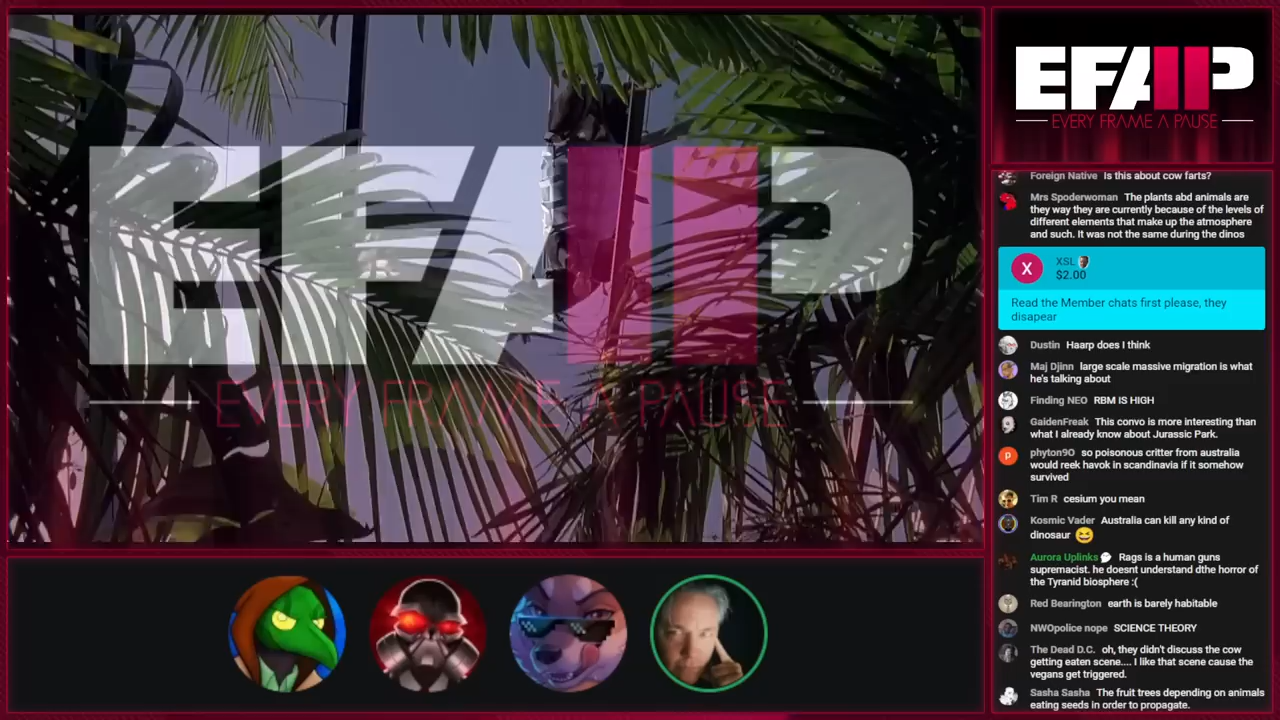 EFAP
EVERY FRAME A PAUSE
EFAP
EVERY FRAME A PAUSE
Foreign Native Is this about cow farts?
Mrs Spoderwoman The plants abd animals are
they way they are currently because of the levels of
different elements that make up the atmosphere
and such. It was not the same during the dinos
X
XSL
$2.00
Read the Member chats first please, they
disapear
Dustin Haarp does I think
Maj Djinn large scale massive migration is what
he's talking about
Finding NEO RBM IS HIGH
GaidenFreak This convo is more interesting than
what I already know about Jurassic Park.
P
phyton90 so poisonous critter from australia
would reek havok in scandinavia if it somehow
survived
Tim R cesium you mean
Kosmic Vader Australia can kill any kind of
dinosaur 😆
Aurora Uplinks Rags is a human guns
supremacist. he doesnt understand dthe horror of
the Tyranid biosphere :(
Red Bearington earth is barely habitable
NWOpolice nope SCIENCE THEORY
The Dead D.C. oh, they didn't discuss the cow
getting eaten scene.... I like that scene cause the
vegans get triggered.
Sasha Sasha The fruit trees depending on animals
eating seeds in order to propagate.